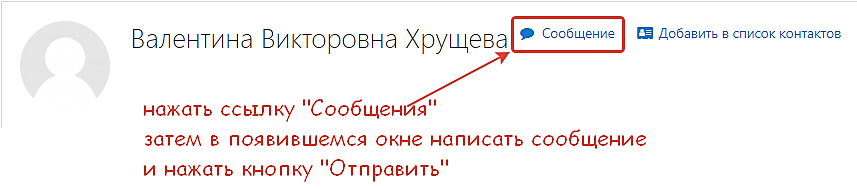 Валентина Викторовна Хрущева Сообщение Добавить в список контактов
нажать ссылку "Сообщения"
затем в появившемся окне написать сообщение
и нажать кнопку "Отправить"